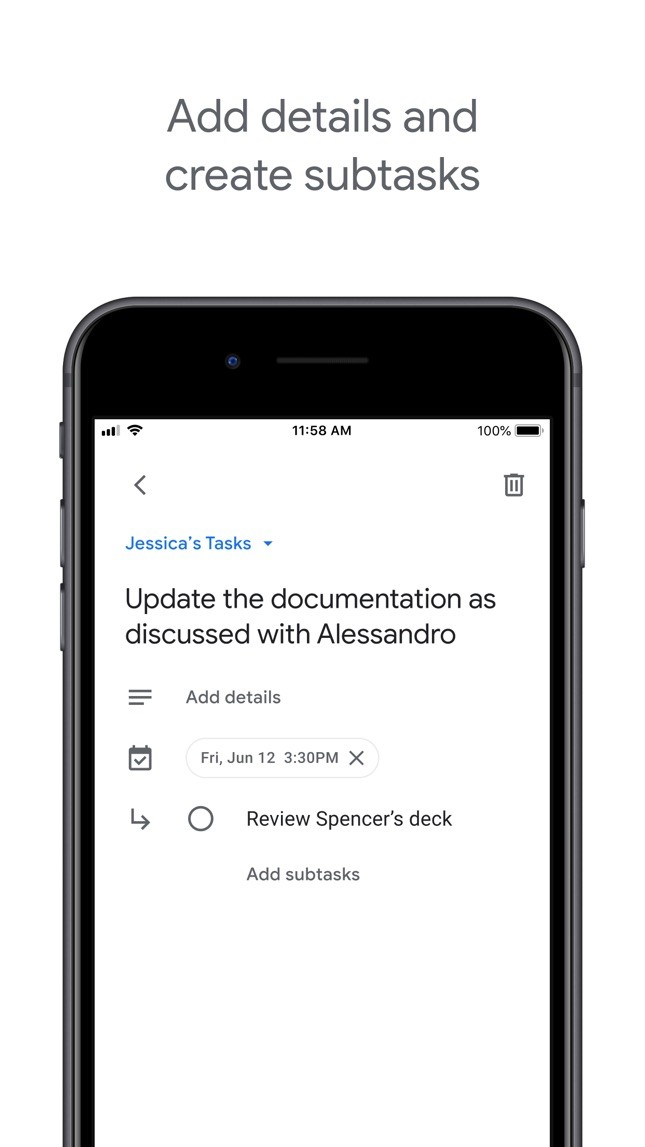 Add details and
create subtasks
11:58 AM
100%
Jessica’s Tasks
Update the documentation as
discussed with Alessandro
Add details
Fri, Jun 12  3:30PM
Review Spencer’s deck
Add subtasks